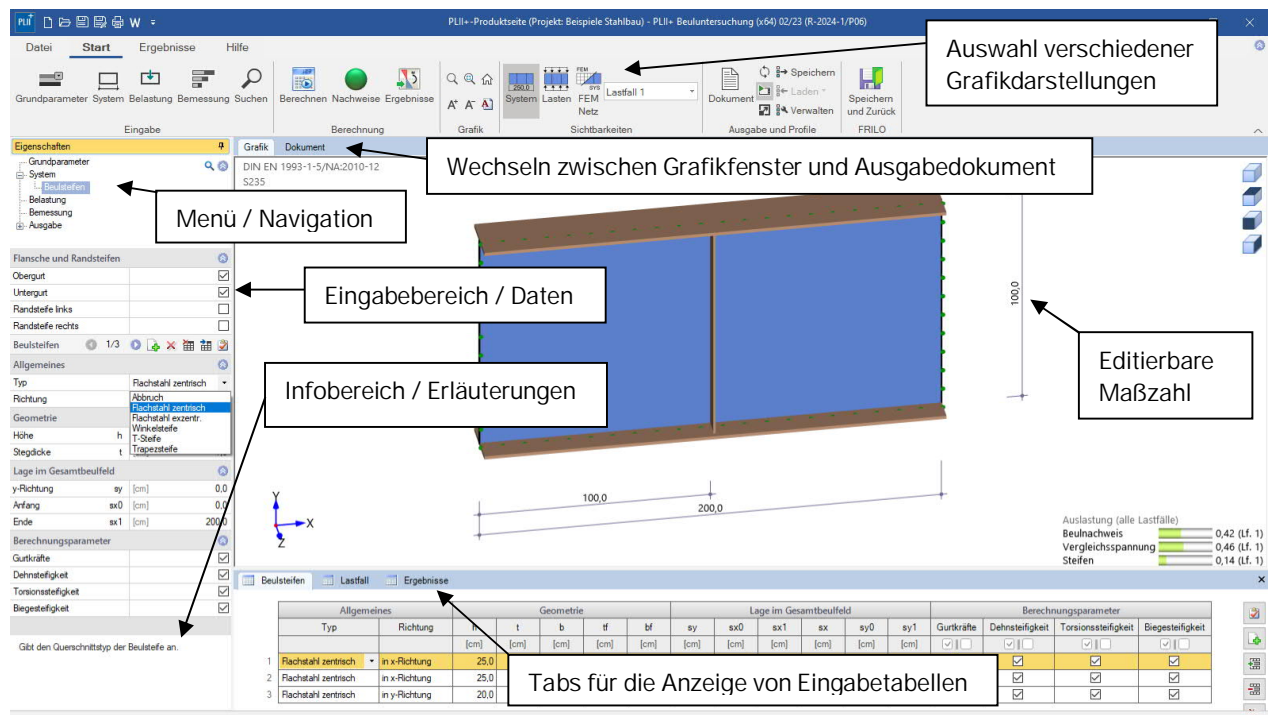 PLII+ W
PLII+-Produktseite (Projekt: Beispiele Stahlbau) - PLII+ Beuluntersuchung (x64) 02/23 (R-2024-1/P06)
Datei Start Ergebnisse Hilfe
Auswahl verschiedener
Grafikdarstellungen
Grundparameter System Belastung Bemessung Suchen
Berechnen Nachweise Ergebnisse
System Lasten FEM
Netz
Lastfall 1
Dokument
Speichern
Laden
Verwalten
Speichern
und Zurück
Eingabe Berechnung Grafik Sichtbarkeiten Ausgabe und Profile FRILO
Eigenschaften
Grundparameter
System
Beulsteifen
Belastung
Bemessung
Ausgabe
Menü / Navigation
Grafik Dokument
Wechseln zwischen Grafikfenster und Ausgabedokument
DIN EN 1993-1-5/NA:2010-12
S235
Flansche und Randsteifen
Obergurt
Untergurt
Randsteife links
Randsteife rechts
Eingabebereich / Daten
Beulsteifen 1/3
Allgemeines
Typ Flachstahl zentrisch
Richtung
Abbruch
Flachstahl zentrisch
Flachstahl exzentr.
Winkelsteife
T-Steife
Trapezsteife
Infobereich / Erläuterungen
Geometrie
Höhe h
Stegdicke t
Lage im Gesamtbeulfeld
y-Richtung sy [cm] 0,0
Anfang sx0 [cm] 0,0
Ende sx1 [cm] 200,0
Berechnungsparameter
Gurtkräfte
Dehnsteifigkeit
Torsionssteifigkeit
Biegesteifigkeit
Gibt den Querschnittstyp der Beulsteife an.
100,0
Editierbare
Maßzahl
100,0
200,0
Y
X
Z
Auslastung (alle Lastfälle)
Beulnachweis 0,42 (Lf. 1)
Vergleichsspannung 0,46 (Lf. 1)
Steifen 0,14 (Lf. 1)
Beulsteifen Lastfall Ergebnisse
Allgemeines Geometrie Lage im Gesamtbeulfeld Berechnungsparameter
Typ Richtung h t b tf bf sy sx0 sx1 sx sy0 sy1 Gurtkräfte Dehnsteifigkeit Torsionssteifigkeit Biegesteifigkeit
[cm] [cm] [cm] [cm] [cm] [cm] [cm] [cm] [cm] [cm] [cm]
1 Flachstahl zentrisch in x-Richtung 25,0
2 Flachstahl zentrisch in x-Richtung 25,0
3 Flachstahl zentrisch in y-Richtung 20,0
Tabs für die Anzeige von Eingabetabellen